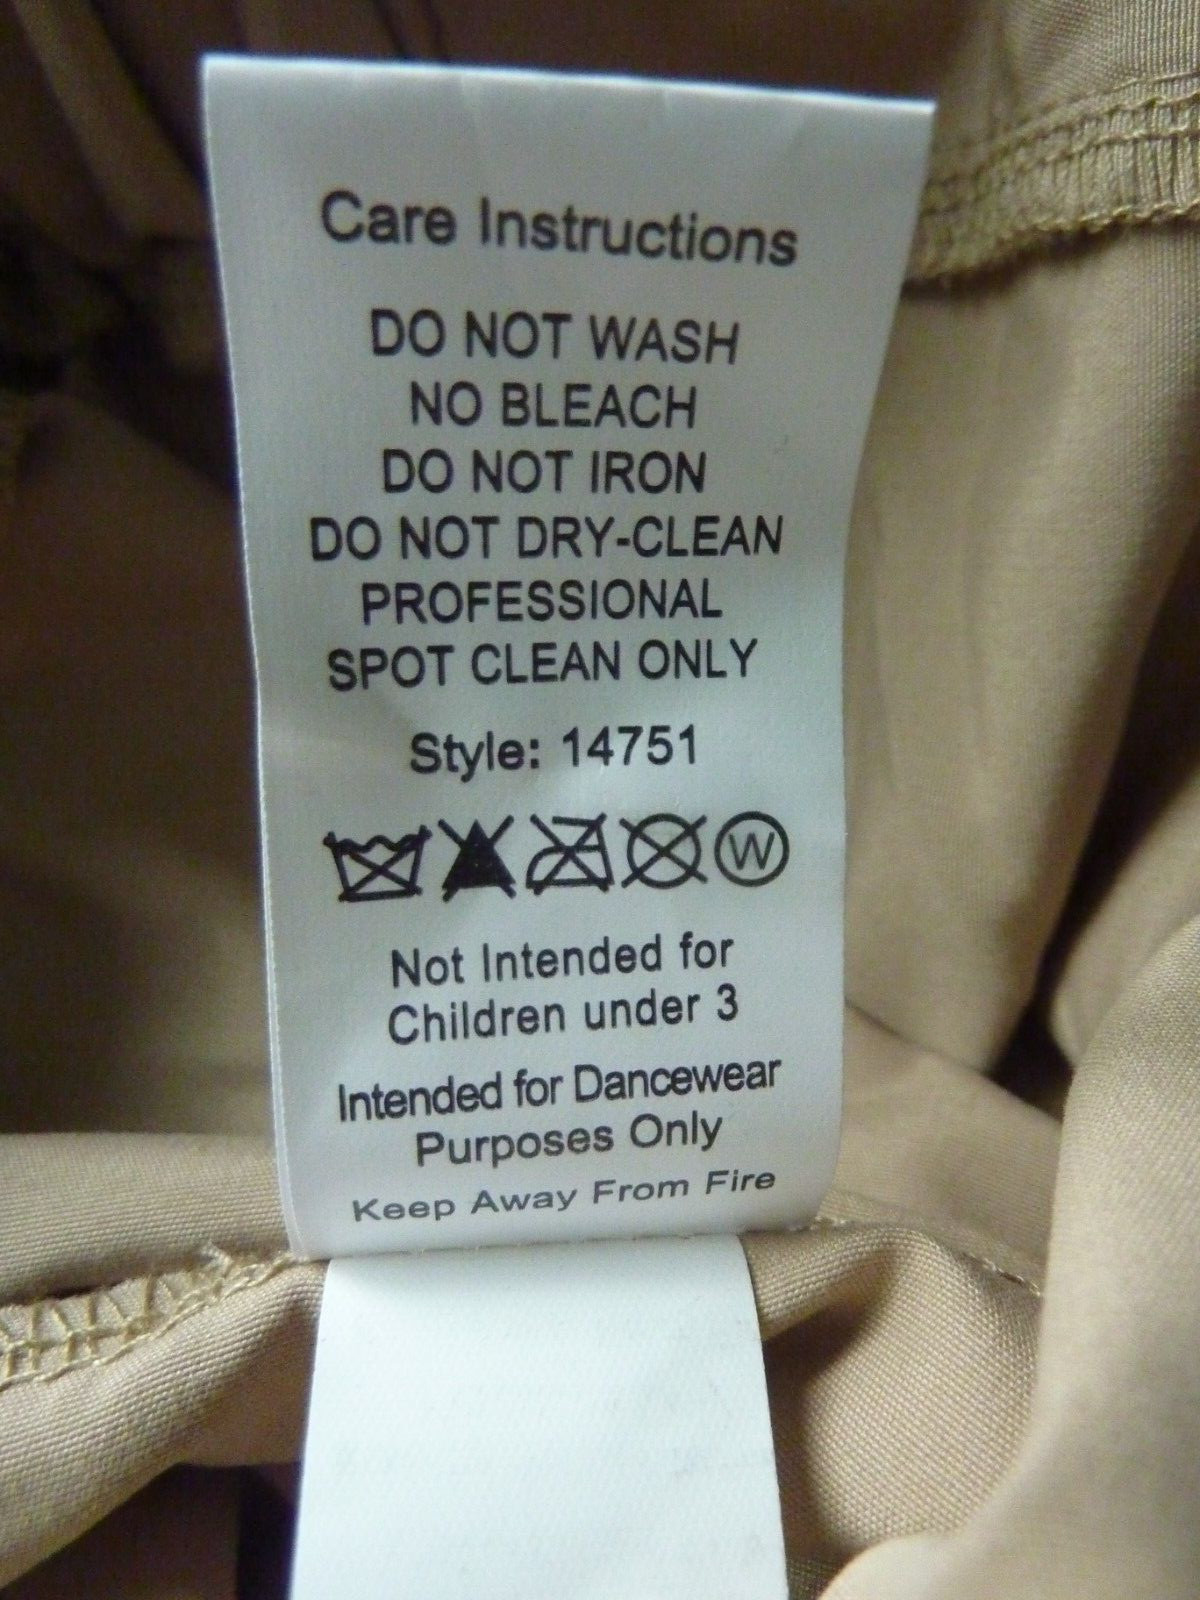 Care Instructions
DO NOT WASH
NO BLEACH
DO NOT IRON
DO NOT DRY-CLEAN
PROFESSIONAL
SPOT CLEAN ONLY
Style: 14751
W
Not Intended for
Children under 3
Intended for Dancewear
Purposes Only
Keep Away From Fire